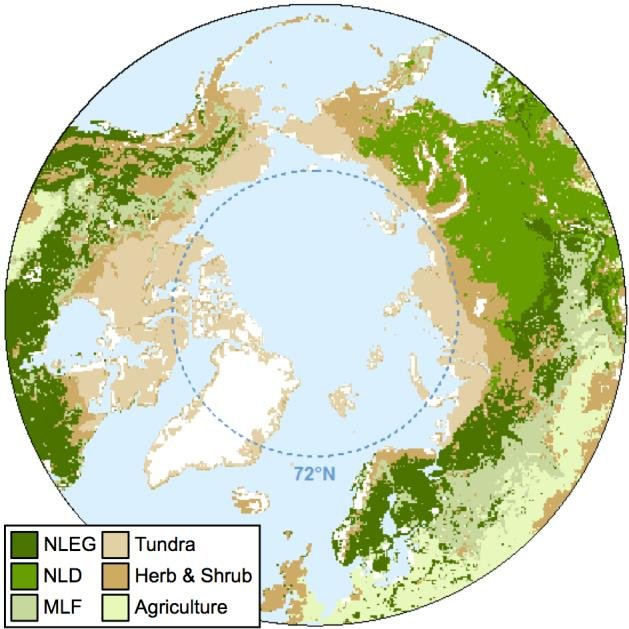 72°N
NLEG Tundra
NLD Herb & Shrub
MLF Agriculture